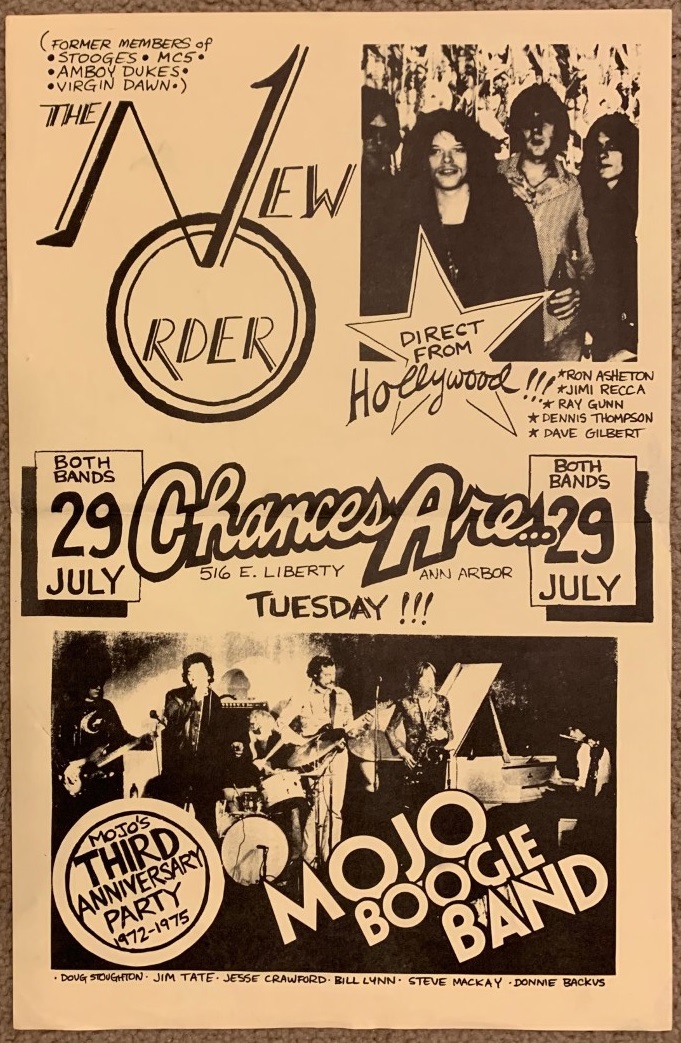 (FORMER MEMBERS of
• STOOGES • MC5 •
• AMBOY DUKES •
• VIRGIN DAWN •)
THE NEW
ORDER
DIRECT
FROM
Hollywood !!!
★ RON ASHETON
★ JIMI RECCA
★ RAY GUNN
★ DENNIS THOMPSON
★ DAVE GILBERT
BOTH
BANDS
29
JULY
Chances Are...
516 E. LIBERTY ANN ARBOR
TUESDAY !!!
BOTH
BANDS
29
JULY
MOJO'S
THIRD
ANNIVERSARY
PARTY
1972-1975
MOJO
BOOGIE
BAND
• DOUG STOUGHTON • JIM TATE • JESSE CRAWFORD • BILL LYNN • STEVE MACKAY • DONNIE BACKUS